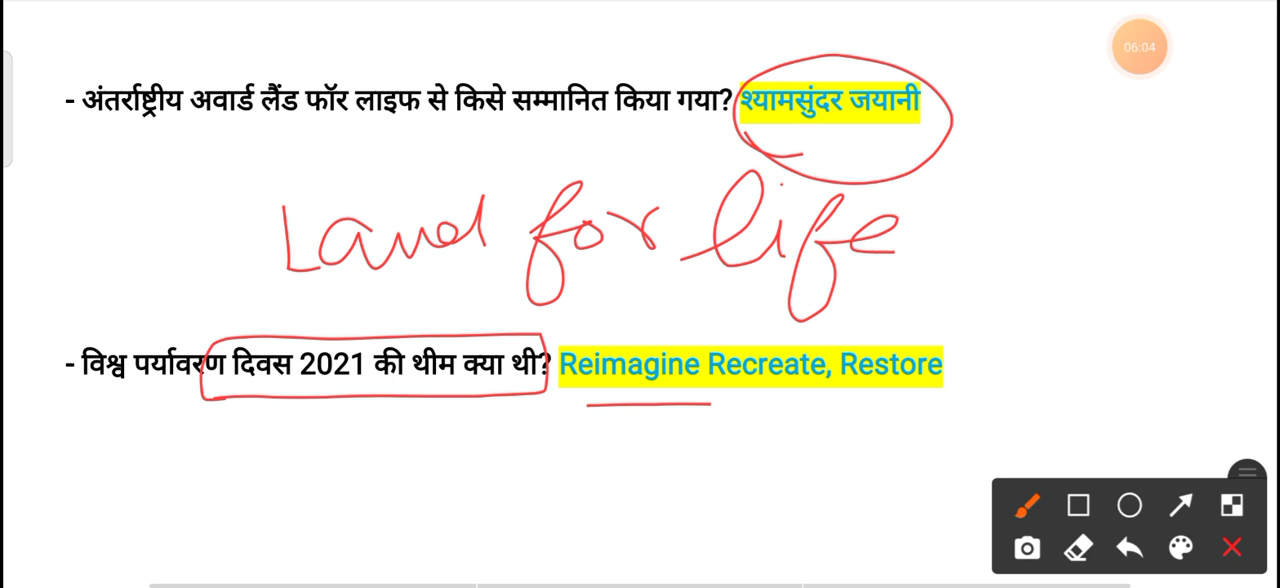 06:04
- अंतर्राष्ट्रीय अवार्ड लैंड फॉर लाइफ से किसे सम्मानित किया गया? श्यामसुंदर जयानी
Land for life
- विश्व पर्यावरण दिवस 2021 की थीम क्या थी? Reimagine Recreate, Restore